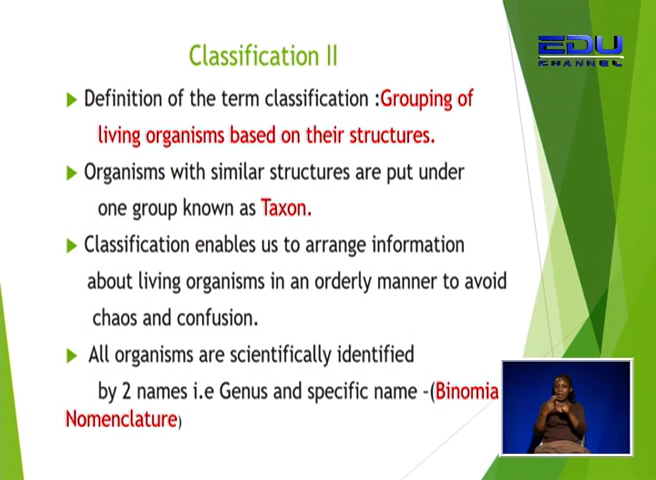 Classification II
EDU
CHANNEL
Definition of the term classification :Grouping of
living organisms based on their structures.
Organisms with similar structures are put under
one group known as Taxon.
Classification enables us to arrange information
about living organisms in an orderly manner to avoid
chaos and confusion.
All organisms are scientifically identified
by 2 names i.e Genus and specific name -(Binomia
Nomenclature)